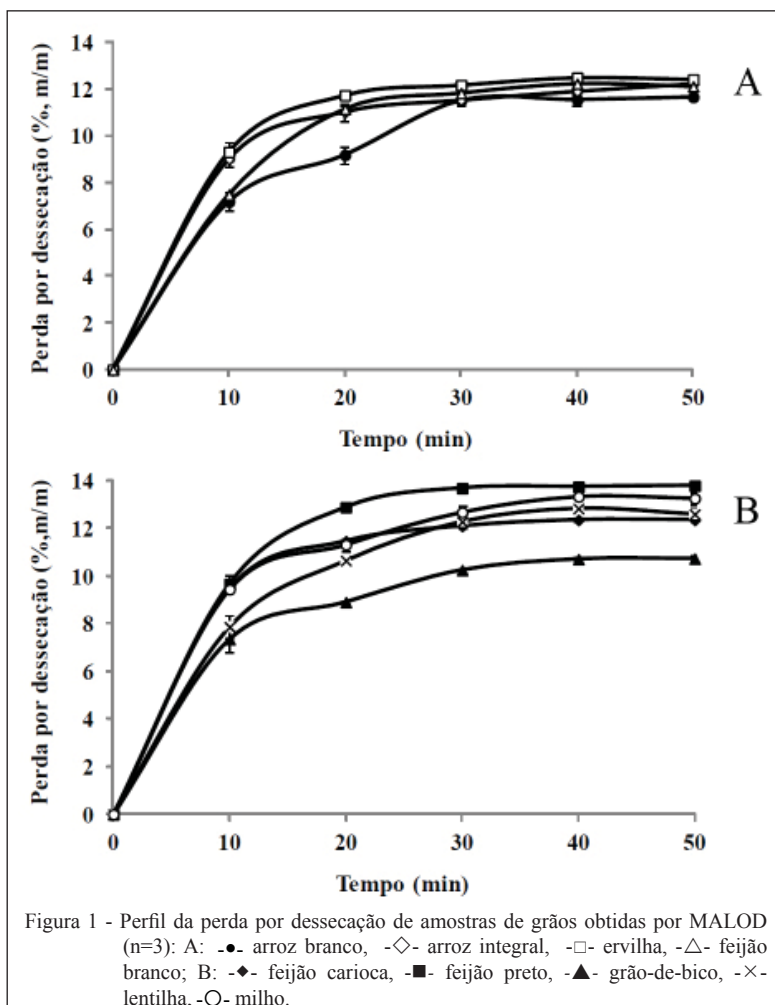 14
12
10
8
6
4
2
0
Perda por dessecação (%, m/m)
A
0 10 20 30 40 50
Tempo (min)
14
12
10
8
6
4
2
0
Perda por dessecação (%,m/m)
B
0 10 20 30 40 50
Tempo (min)
Figura 1 - Perfil da perda por dessecação de amostras de grãos obtidas por MALOD
(n=3): A: -●- arroz branco, -◇- arroz integral, -□- ervilha, -△- feijão
branco; B: -◆- feijão carioca, -■- feijão preto, -▲- grão-de-bico, -×-
lentilha, -○- milho.